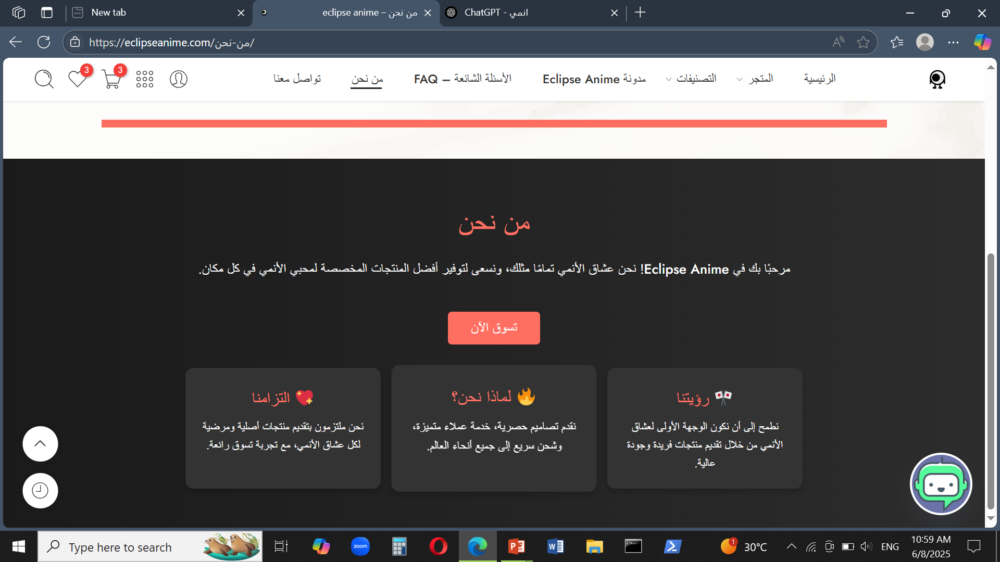 New tab
eclipse anime – من نحن
ChatGPT - انمي
https://eclipseanime.com/من-نحن/
الرئيسية
المتجر
التصنيفات
مدونة Eclipse Anime
الأسئلة الشائعة – FAQ
من نحن
تواصل معنا
3
3
من نحن
مرحبًا بك في Eclipse Anime! نحن عشاق الأنمي تمامًا مثلك، ونسعى لتوفير أفضل المنتجات المخصصة لمحبي الأنمي في كل مكان.
تسوق الآن
رؤيتنا
نطمح إلى أن نكون الوجهة الأولى لعشاق
الأنمي من خلال تقديم منتجات فريدة وجودة
عالية.
لماذا نحن؟
نقدم تصاميم حصرية، خدمة عملاء متميزة،
وشحن سريع إلى جميع أنحاء العالم.
التزامنا
نحن ملتزمون بتقديم منتجات أصلية ومرضية
لكل عشاق الأنمي، مع تجربة تسوق رائعة.
Type here to search
zoom
1
30°C
ENG
10:59 AM
6/8/2025